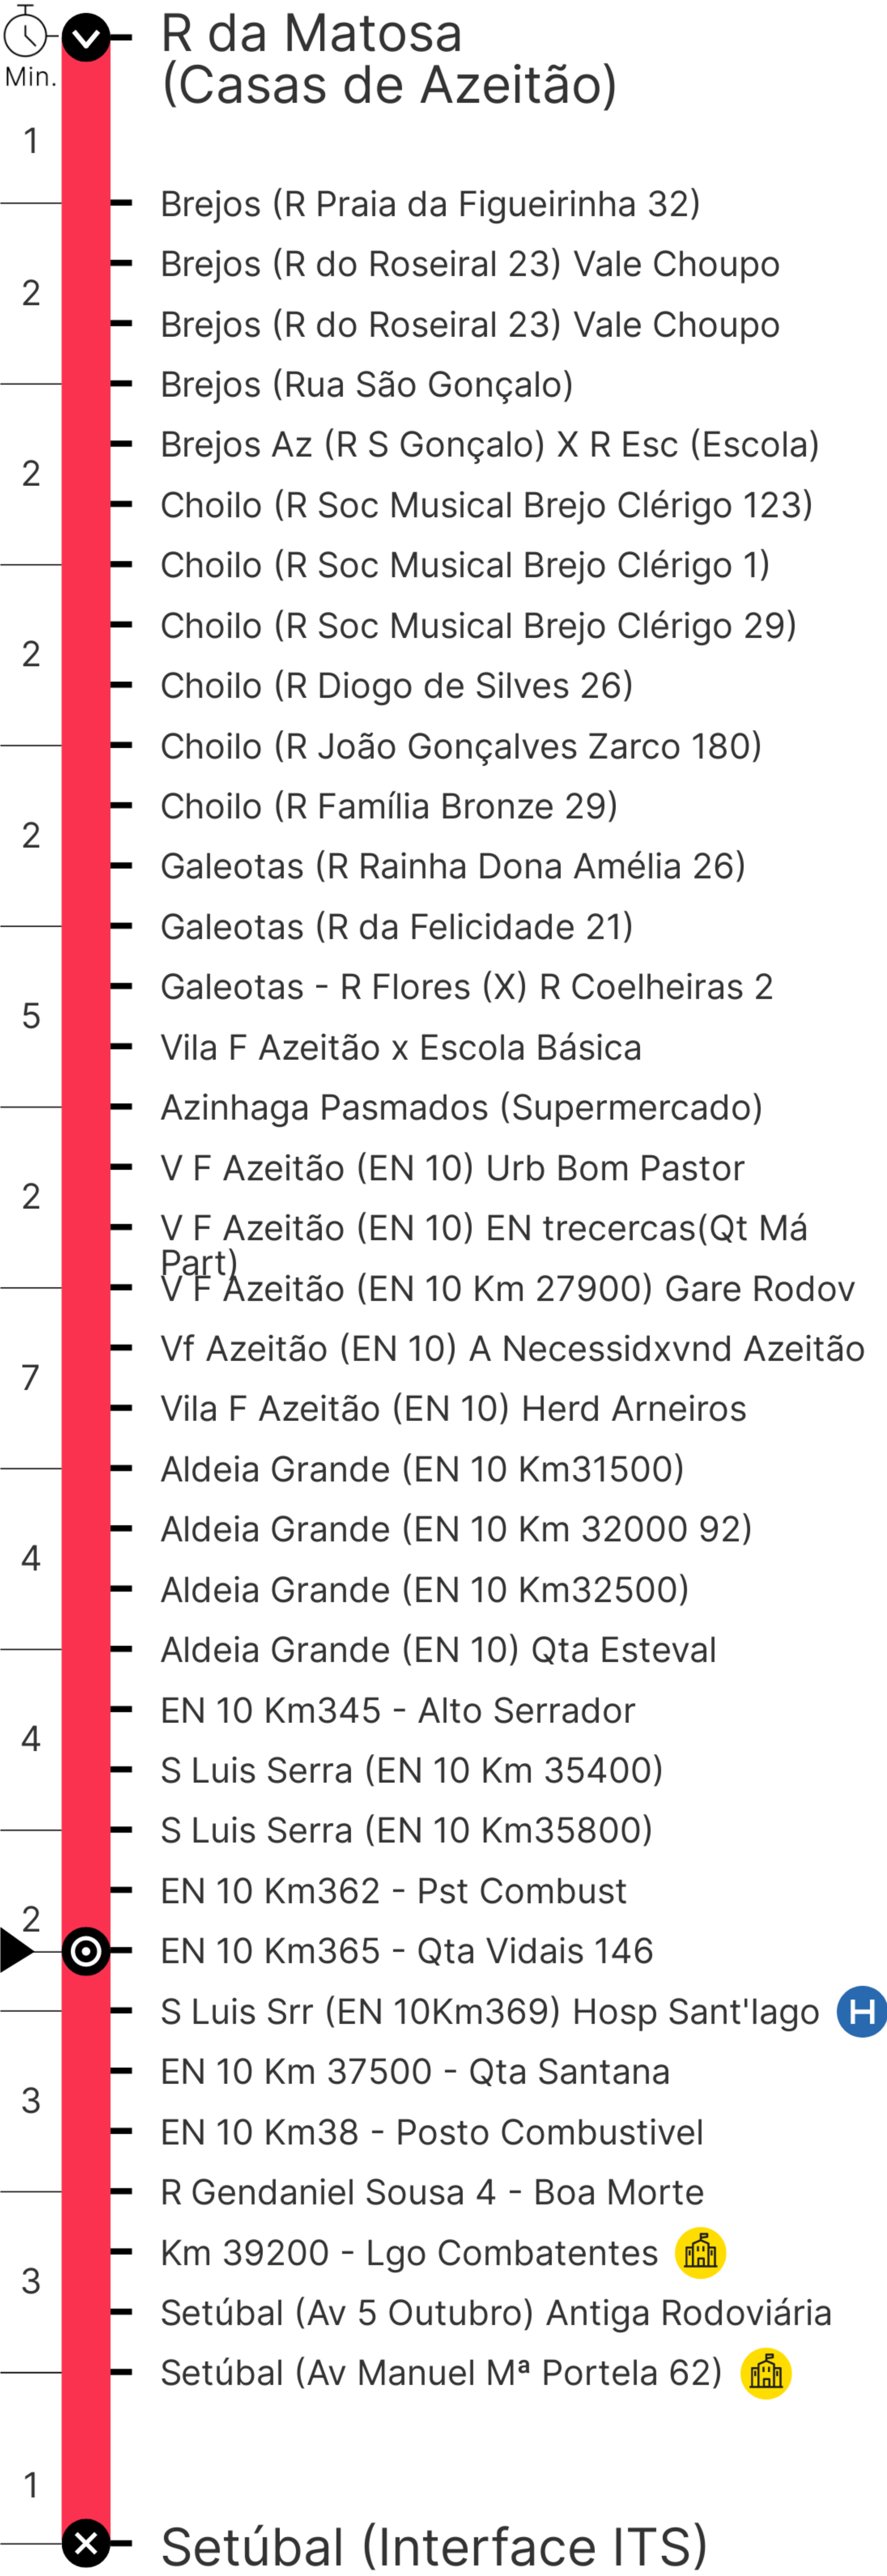 R da Matosa
(Casas de Azeitão)
Min.
1
Brejos (R Praia da Figueirinha 32)
Brejos (R do Roseiral 23) Vale Choupo
2
Brejos (R do Roseiral 23) Vale Choupo
Brejos (Rua São Gonçalo)
Brejos Az (R S Gonçalo) X R Esc (Escola)
2
Choilo (R Soc Musical Brejo Clérigo 123)
Choilo (R Soc Musical Brejo Clérigo 1)
Choilo (R Soc Musical Brejo Clérigo 29)
2
Choilo (R Diogo de Silves 26)
Choilo (R João Gonçalves Zarco 180)
Choilo (R Família Bronze 29)
2
Galeotas (R Rainha Dona Amélia 26)
Galeotas (R da Felicidade 21)
Galeotas - R Flores (X) R Coelheiras 2
5
Vila F Azeitão x Escola Básica
Azinhaga Pasmados (Supermercado)
V F Azeitão (EN 10) Urb Bom Pastor
2
V F Azeitão (EN 10) EN trecercas(Qt Má
Part)
V F Azeitão (EN 10 Km 27900) Gare Rodov
Vf Azeitão (EN 10) A Necessidxvnd Azeitão
7
Vila F Azeitão (EN 10) Herd Arneiros
Aldeia Grande (EN 10 Km31500)
Aldeia Grande (EN 10 Km 32000 92)
4
Aldeia Grande (EN 10 Km32500)
Aldeia Grande (EN 10) Qta Esteval
EN 10 Km345 - Alto Serrador
4
S Luis Serra (EN 10 Km 35400)
S Luis Serra (EN 10 Km35800)
EN 10 Km362 - Pst Combust
2
EN 10 Km365 - Qta Vidais 146
S Luis Srr (EN 10Km369) Hosp Sant'Iago H
EN 10 Km 37500 - Qta Santana
3
EN 10 Km38 - Posto Combustivel
R Gendaniel Sousa 4 - Boa Morte
Km 39200 - Lgo Combatentes
3
Setúbal (Av 5 Outubro) Antiga Rodoviária
Setúbal (Av Manuel Mª Portela 62)
1
Setúbal (Interface ITS)